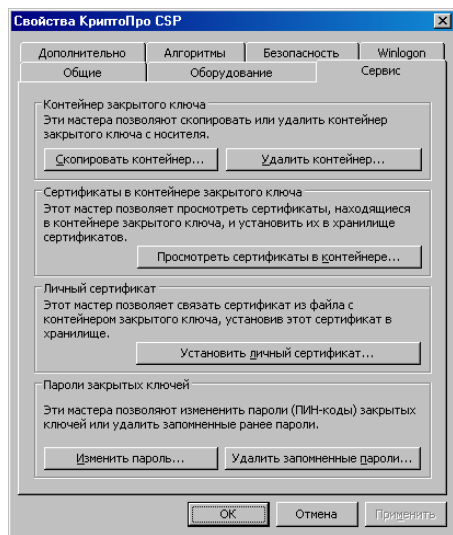 Свойства КриптоПро CSP
Дополнительно Алгоритмы Безопасность Winlogon
Общие Оборудование Сервис
Контейнер закрытого ключа
Эти мастера позволяют скопировать или удалить контейнер
закрытого ключа с носителя.
Скопировать контейнер... Удалить контейнер...
Сертификаты в контейнере закрытого ключа
Этот мастер позволяет просмотреть сертификаты, находящиеся
в контейнере закрытого ключа, и установить их в хранилище
сертификатов.
Просмотреть сертификаты в контейнере...
Личный сертификат
Этот мастер позволяет связать сертификат из файла с
контейнером закрытого ключа, установив этот сертификат в
хранилище.
Установить личный сертификат...
Пароли закрытых ключей
Эти мастера позволяют измененить пароли (ПИН-коды) закрытых
ключей или удалить запомненные ранее пароли.
Изменить пароль... Удалить запомненные пароли...
ОК Отмена Применить